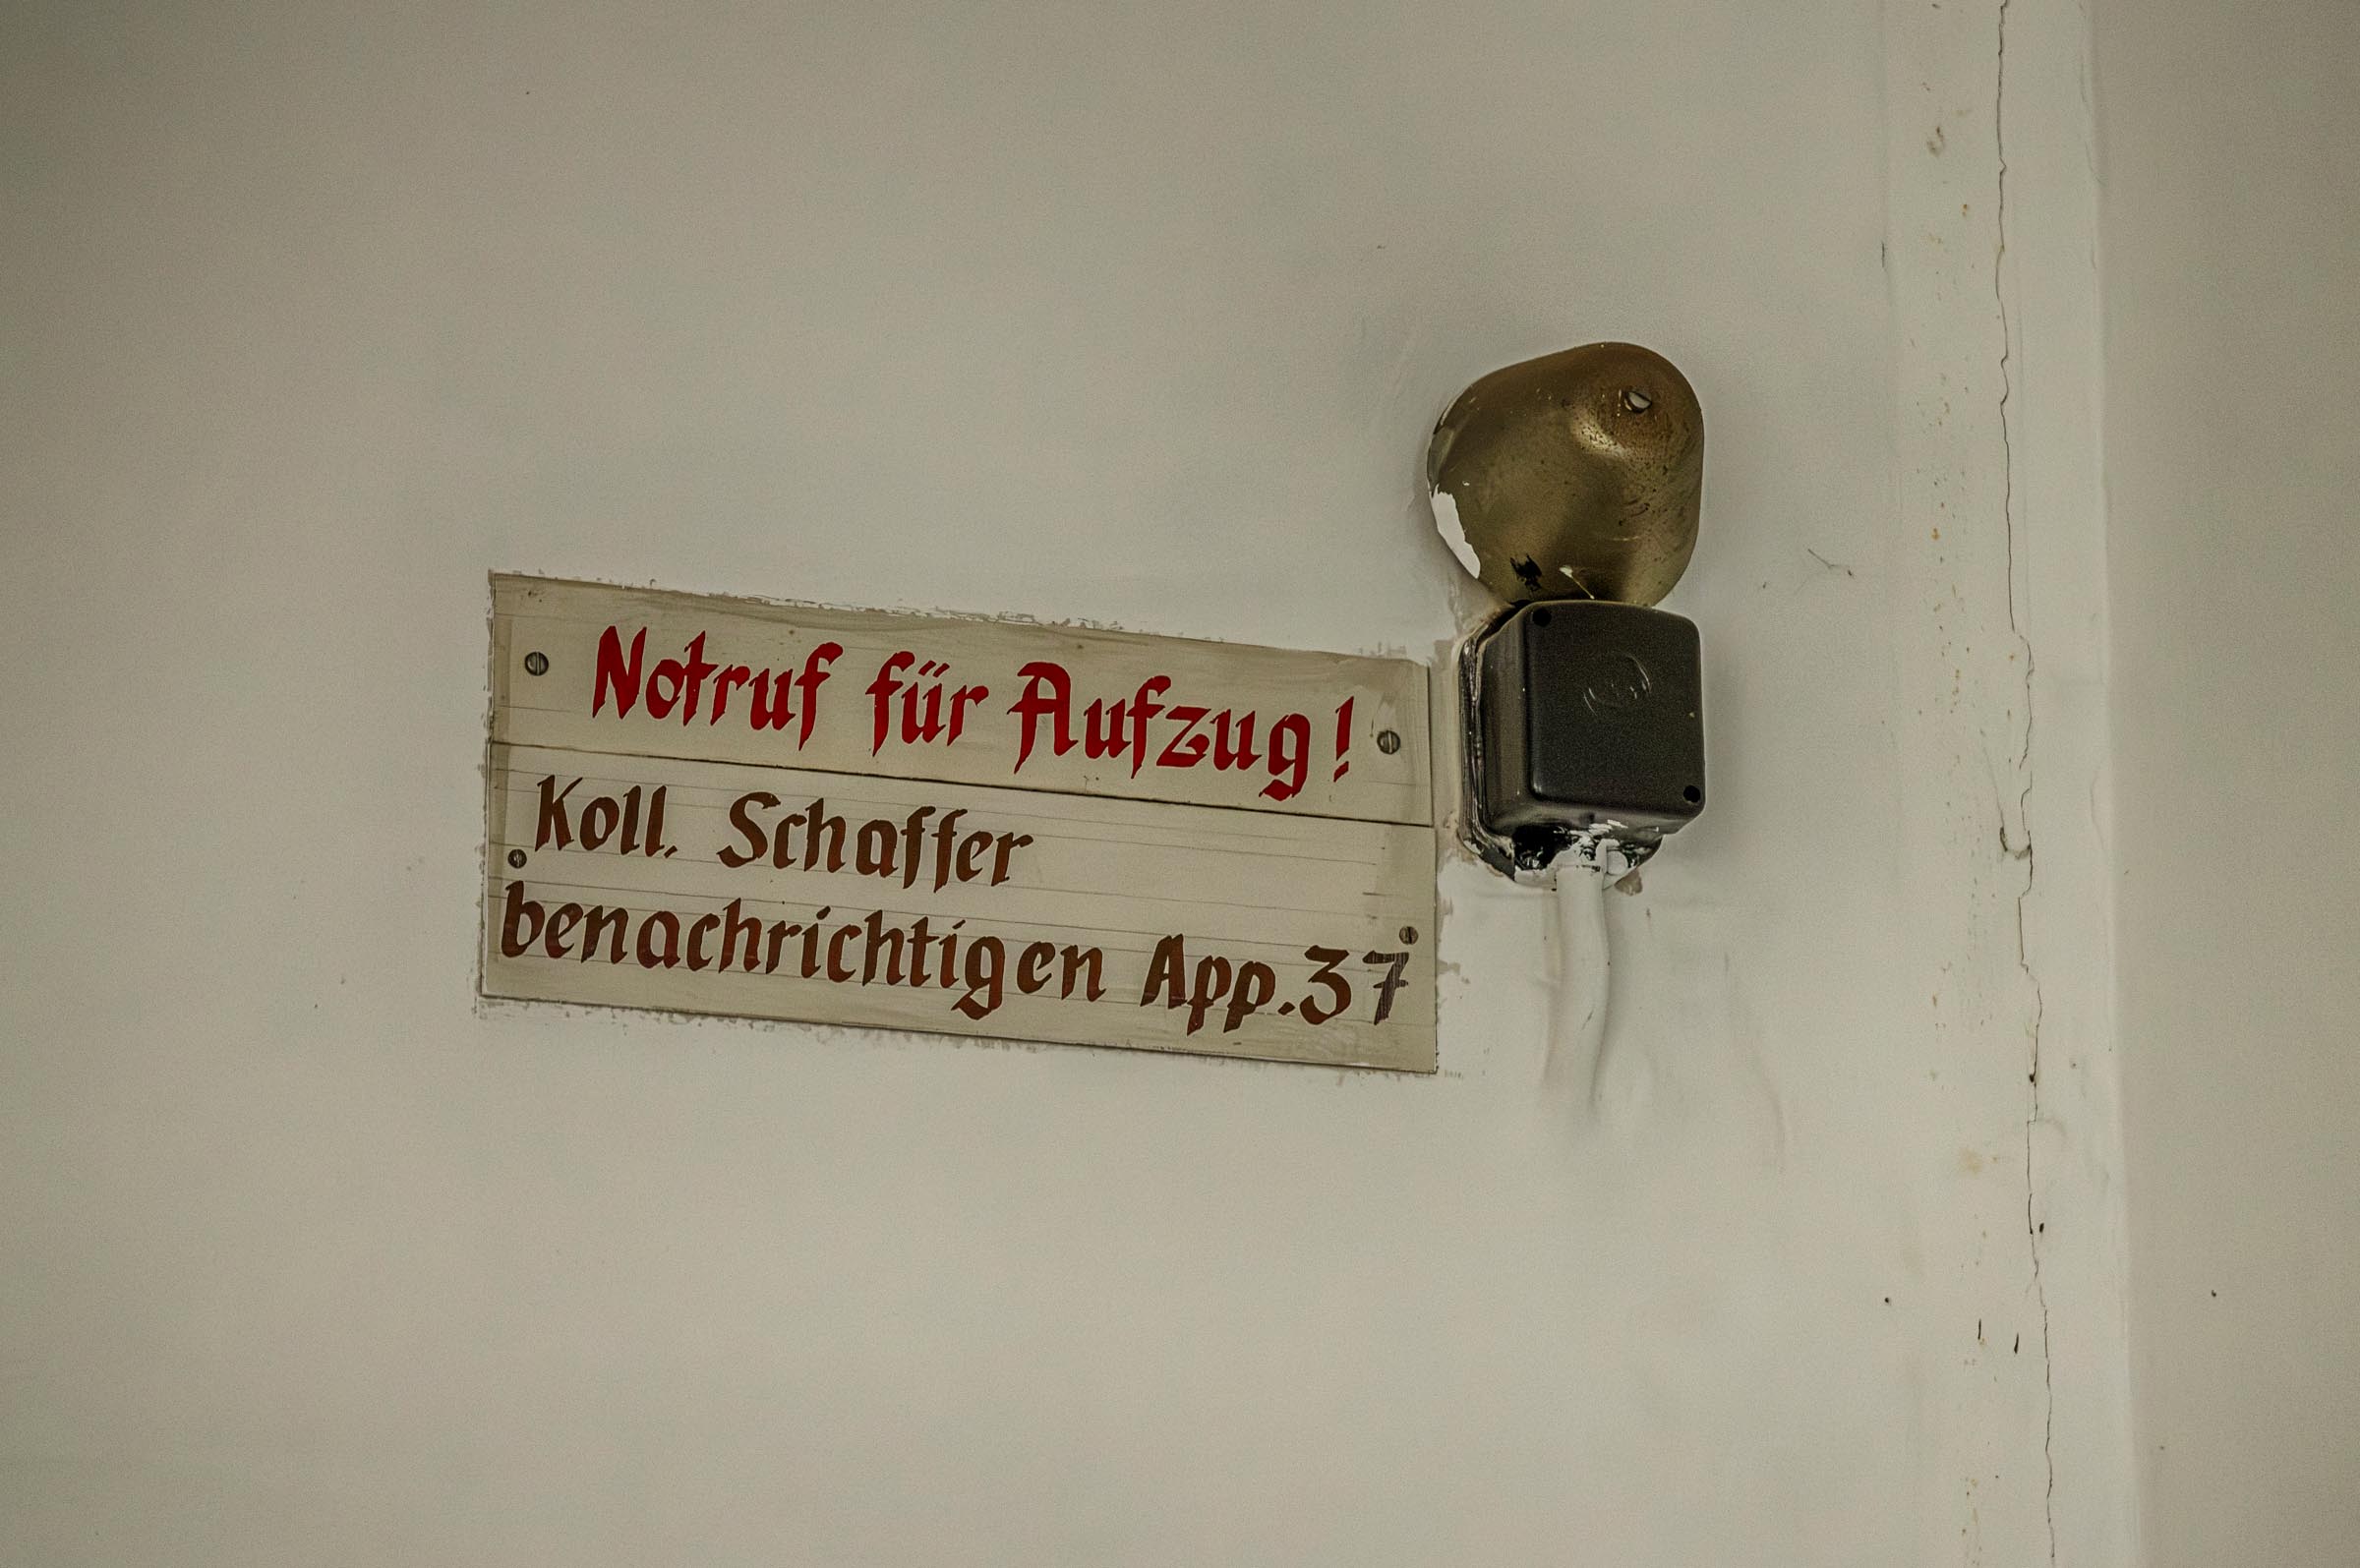 Notruf für Aufzug!
Koll. Schaffer
benachrichtigen App.37